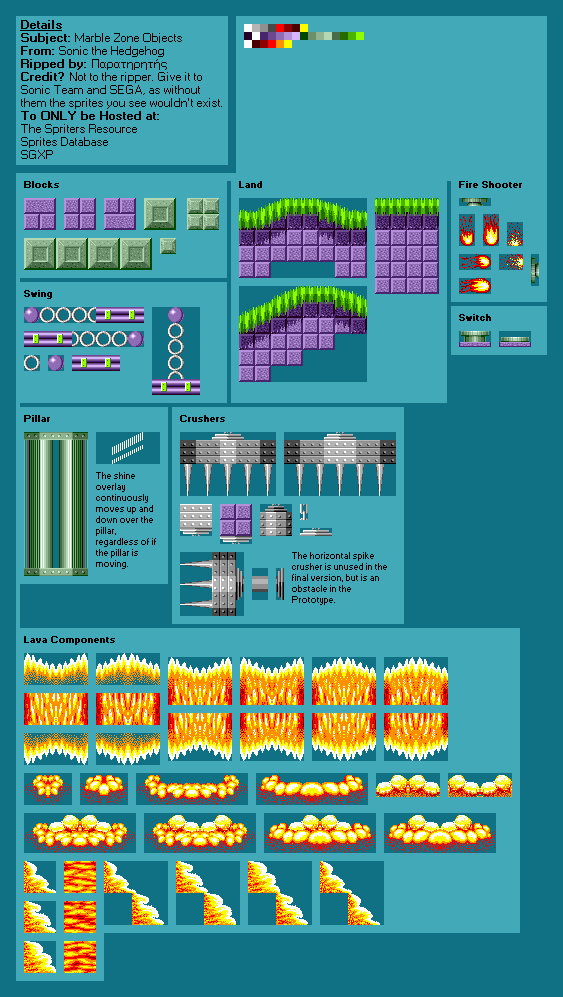 Details
Subject: Marble Zone Objects
From: Sonic the Hedgehog
Ripped by: Παρατηρητής
Credit? Not to the ripper. Give it to
Sonic Team and SEGA, as without
them the sprites you see wouldn't exist.
To ONLY be Hosted at:
The Spriters Resource
Sprites Database
SGXP
Blocks
Land
Fire Shooter
Swing
Switch
Pillar
The shine
overlay
continuously
moves up and
down over the
pillar,
regardless of if
the pillar is
moving.
Crushers
The horizontal spike
crusher is unused in the
final version, but is an
obstacle in the
Prototype.
Lava Components